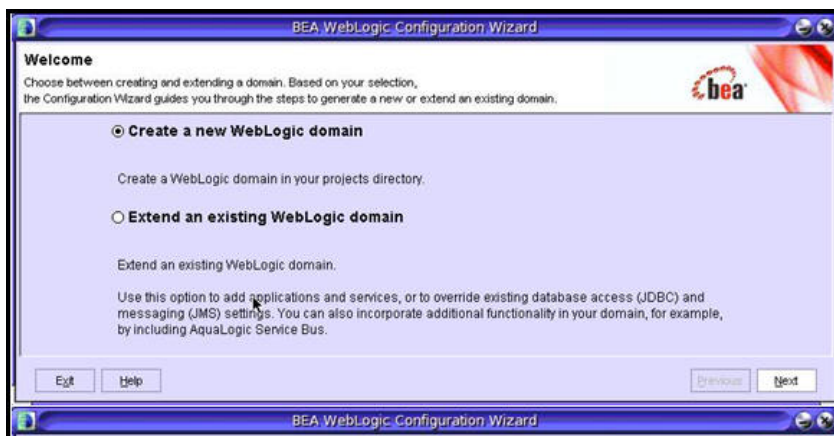 BEA WebLogic Configuration Wizard
Welcome
Choose between creating and extending a domain. Based on your selection,
the Configuration Wizard guides you through the steps to generate a new or extend an existing domain.
bea
Create a new WebLogic domain
Create a WebLogic domain in your projects directory.
Extend an existing WebLogic domain
Extend an existing WebLogic domain.
Use this option to add applications and services, or to override existing database access (JDBC) and
messaging (JMS) settings. You can also incorporate additional functionality in your domain, for example,
by including AquaLogic Service Bus.
Exit Help Previous Next
BEA WebLogic Configuration Wizard